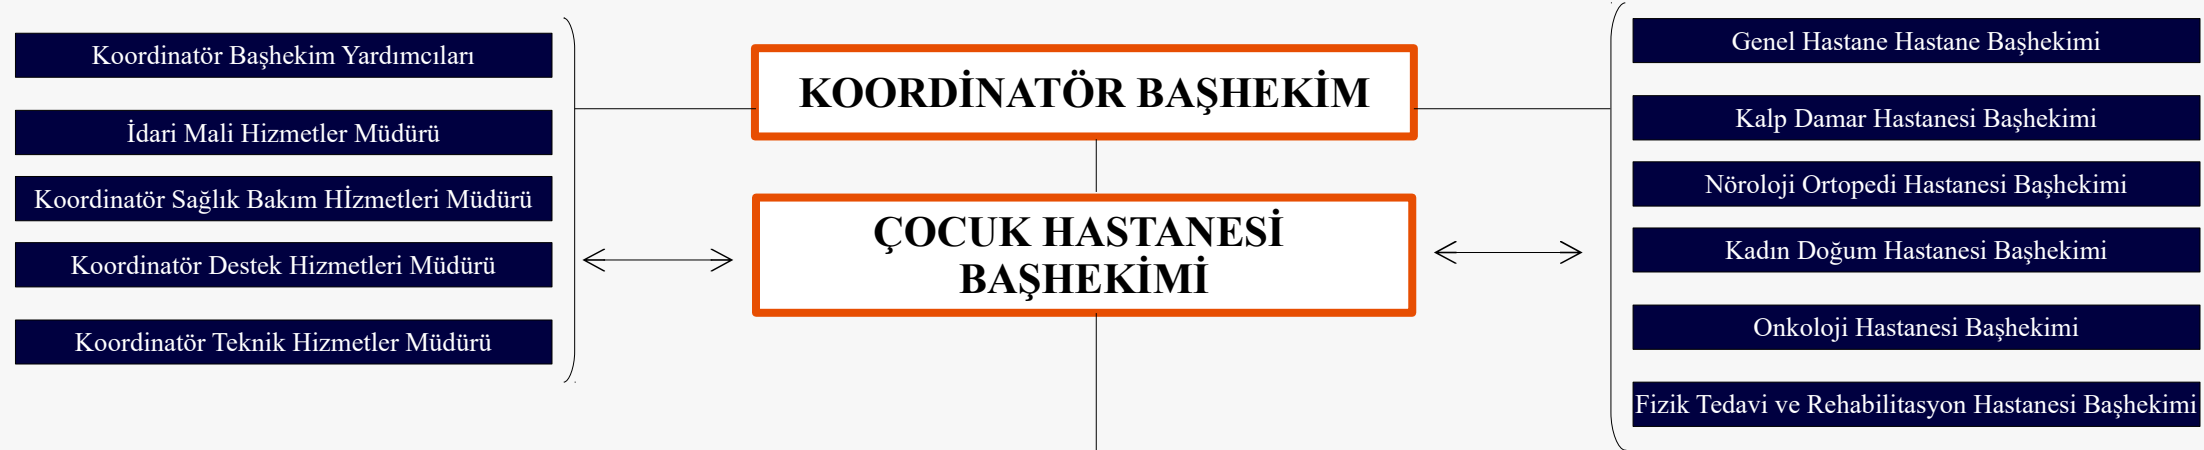 Koordinatör Başhekim Yardımcıları
İdari Mali Hizmetler Müdürü
Koordinatör Sağlık Bakım Hİzmetleri Müdürü
Koordinatör Destek Hizmetleri Müdürü
Koordinatör Teknik Hizmetler Müdürü
KOORDİNATÖR BAŞHEKİM
ÇOCUK HASTANESİ
BAŞHEKİMİ
Genel Hastane Hastane Başhekimi
Kalp Damar Hastanesi Başhekimi
Nöroloji Ortopedi Hastanesi Başhekimi
Kadın Doğum Hastanesi Başhekimi
Onkoloji Hastanesi Başhekimi
Fizik Tedavi ve Rehabilitasyon Hastanesi Başhekimi